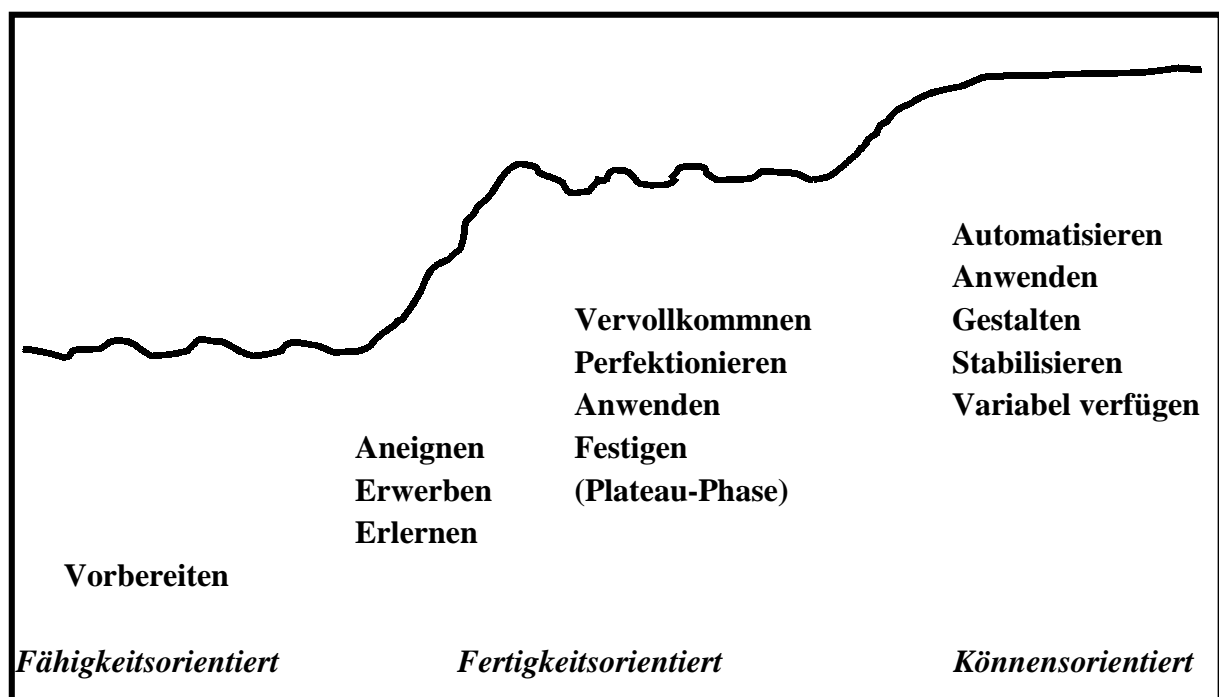 Automatisieren
Anwenden
Gestalten
Stabilisieren
Variabel verfügen
Vervollkommnen
Perfektionieren
Anwenden
Festigen
(Plateau-Phase)
Aneignen
Erwerben
Erlernen
Vorbereiten
Fähigkeitsorientiert
Fertigkeitsorientiert
Könnensorientiert